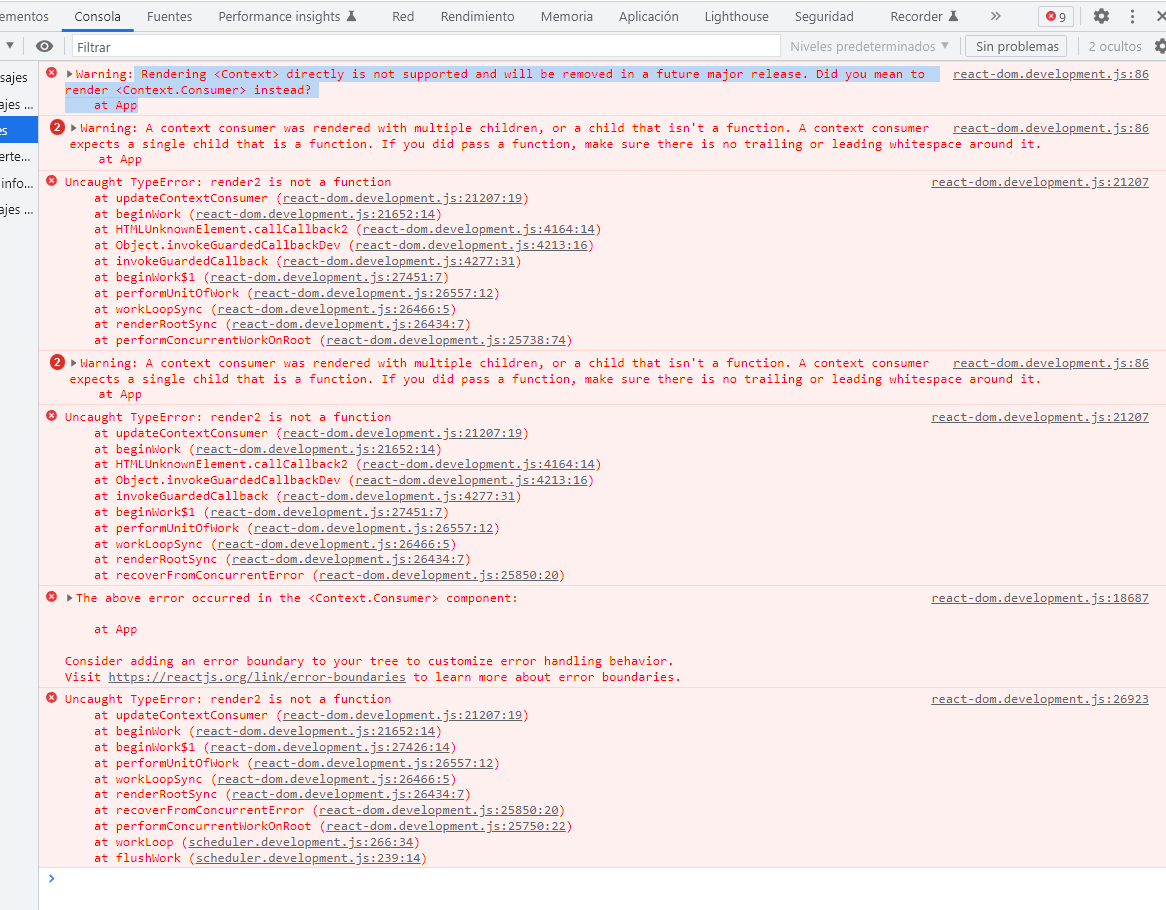 ementos Consola Fuentes Performance insights Red Rendimiento Memoria Aplicación Lighthouse Seguridad Recorder » 9
Filtrar Niveles predeterminados ▼ Sin problemas 2 ocultos
sajes
ajes ...
es
erte...
info...
ajes ...
Warning: Rendering <Context> directly is not supported and will be removed in a future major release. Did you mean to react-dom.development.js:86
render <Context.Consumer> instead?
at App
2 Warning: A context consumer was rendered with multiple children, or a child that isn't a function. A context consumer react-dom.development.js:86
expects a single child that is a function. If you did pass a function, make sure there is no trailing or leading whitespace around it.
at App
Uncaught TypeError: render2 is not a function react-dom.development.js:21207
at updateContextConsumer (react-dom.development.js:21207:19)
at beginWork (react-dom.development.js:21652:14)
at HTMLUnknownElement.callCallback2 (react-dom.development.js:4164:14)
at Object.invokeGuardedCallbackDev (react-dom.development.js:4213:16)
at invokeGuardedCallback (react-dom.development.js:4277:31)
at beginWork$1 (react-dom.development.js:27451:7)
at performUnitOfWork (react-dom.development.js:26557:12)
at workLoopSync (react-dom.development.js:26466:5)
at renderRootSync (react-dom.development.js:26434:7)
at performConcurrentWorkOnRoot (react-dom.development.js:25738:74)
2 Warning: A context consumer was rendered with multiple children, or a child that isn't a function. A context consumer react-dom.development.js:86
expects a single child that is a function. If you did pass a function, make sure there is no trailing or leading whitespace around it.
at App
Uncaught TypeError: render2 is not a function react-dom.development.js:21207
at updateContextConsumer (react-dom.development.js:21207:19)
at beginWork (react-dom.development.js:21652:14)
at HTMLUnknownElement.callCallback2 (react-dom.development.js:4164:14)
at Object.invokeGuardedCallbackDev (react-dom.development.js:4213:16)
at invokeGuardedCallback (react-dom.development.js:4277:31)
at beginWork$1 (react-dom.development.js:27451:7)
at performUnitOfWork (react-dom.development.js:26557:12)
at workLoopSync (react-dom.development.js:26466:5)
at renderRootSync (react-dom.development.js:26434:7)
at recoverFromConcurrentError (react-dom.development.js:25850:20)
The above error occurred in the <Context.Consumer> component: react-dom.development.js:18687
at App
Consider adding an error boundary to your tree to customize error handling behavior.
Visit https://reactjs.org/link/error-boundaries to learn more about error boundaries.
Uncaught TypeError: render2 is not a function react-dom.development.js:26923
at updateContextConsumer (react-dom.development.js:21207:19)
at beginWork (react-dom.development.js:21652:14)
at beginWork$1 (react-dom.development.js:27426:14)
at performUnitOfWork (react-dom.development.js:26557:12)
at workLoopSync (react-dom.development.js:26466:5)
at renderRootSync (react-dom.development.js:26434:7)
at recoverFromConcurrentError (react-dom.development.js:25850:20)
at performConcurrentWorkOnRoot (react-dom.development.js:25750:22)
at workLoop (scheduler.development.js:266:34)
at flushWork (scheduler.development.js:239:14)